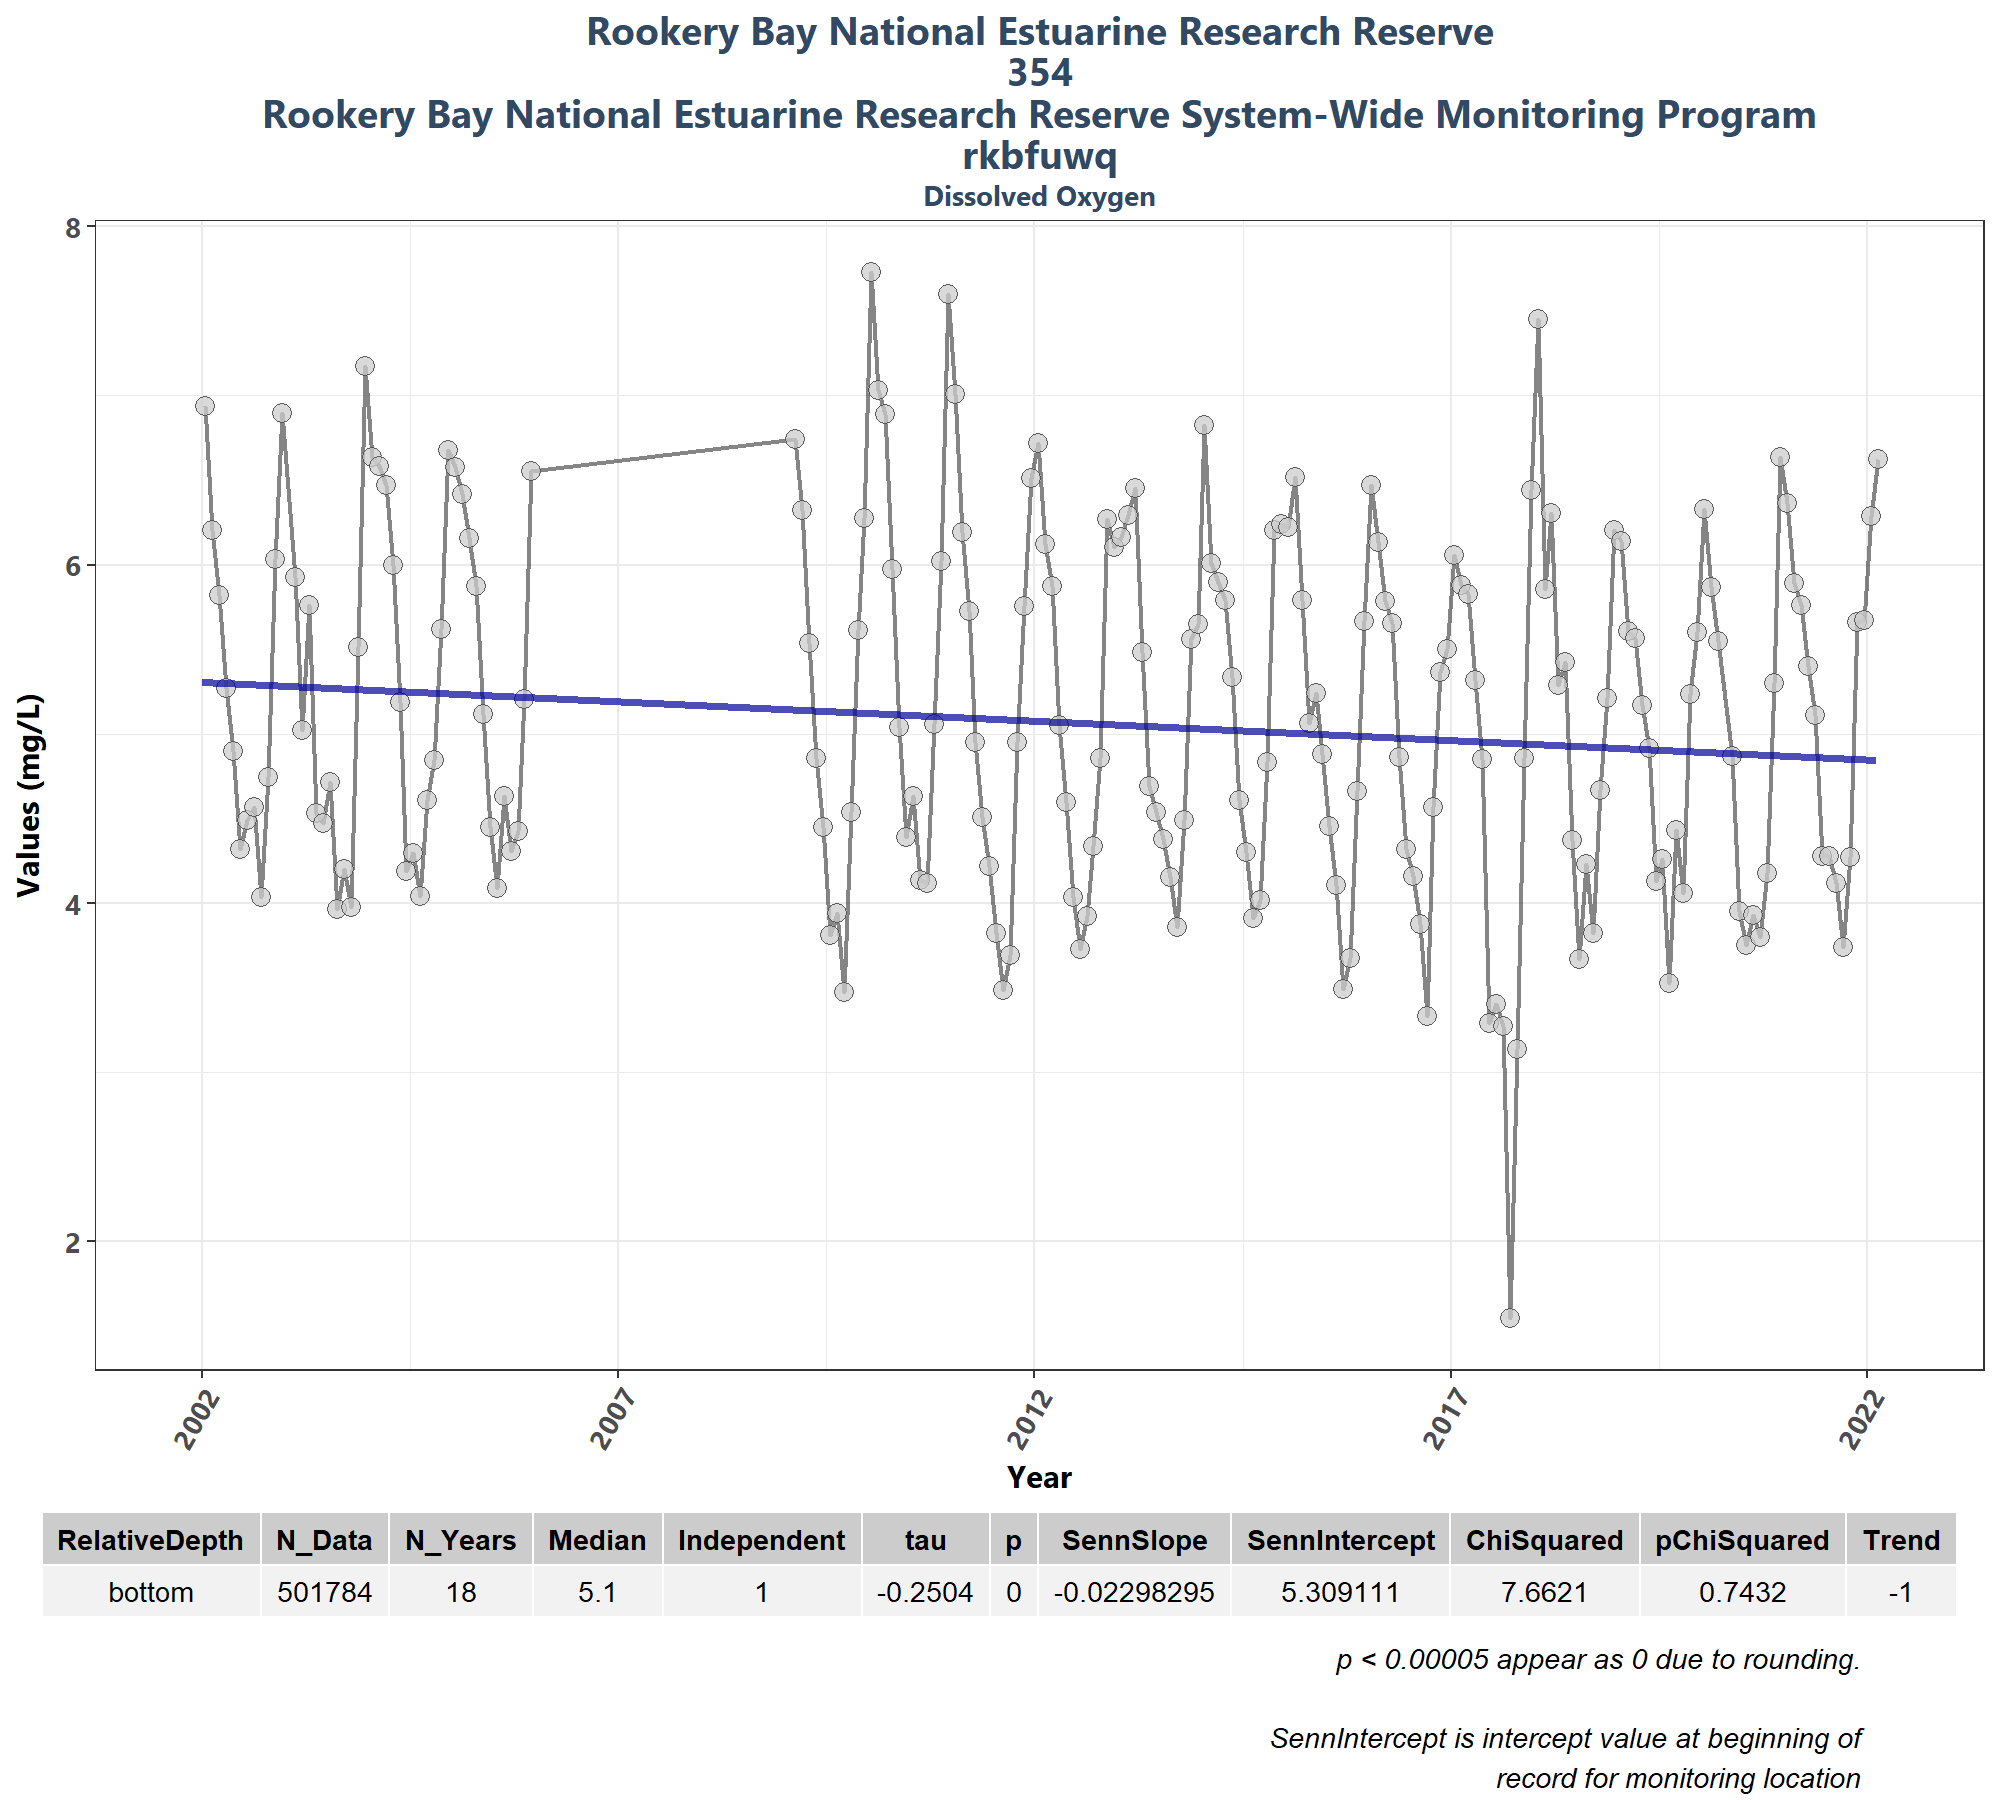 Rookery Bay National Estuarine Research Reserve
354
Rookery Bay National Estuarine Research Reserve System-Wide Monitoring Program
rkbfuwq
Dissolved Oxygen
8
6
4
2
Values (mg/L)
2002 2007 2012 2017 2022
Year
RelativeDepth N_Data N_Years Median Independent tau p SennSlope SennIntercept ChiSquared pChiSquared Trend
bottom 501784 18 5.1 1 -0.2504 0 -0.02298295 5.309111 7.6621 0.7432 -1
p < 0.00005 appear as 0 due to rounding.
SennIntercept is intercept value at beginning of
record for monitoring location